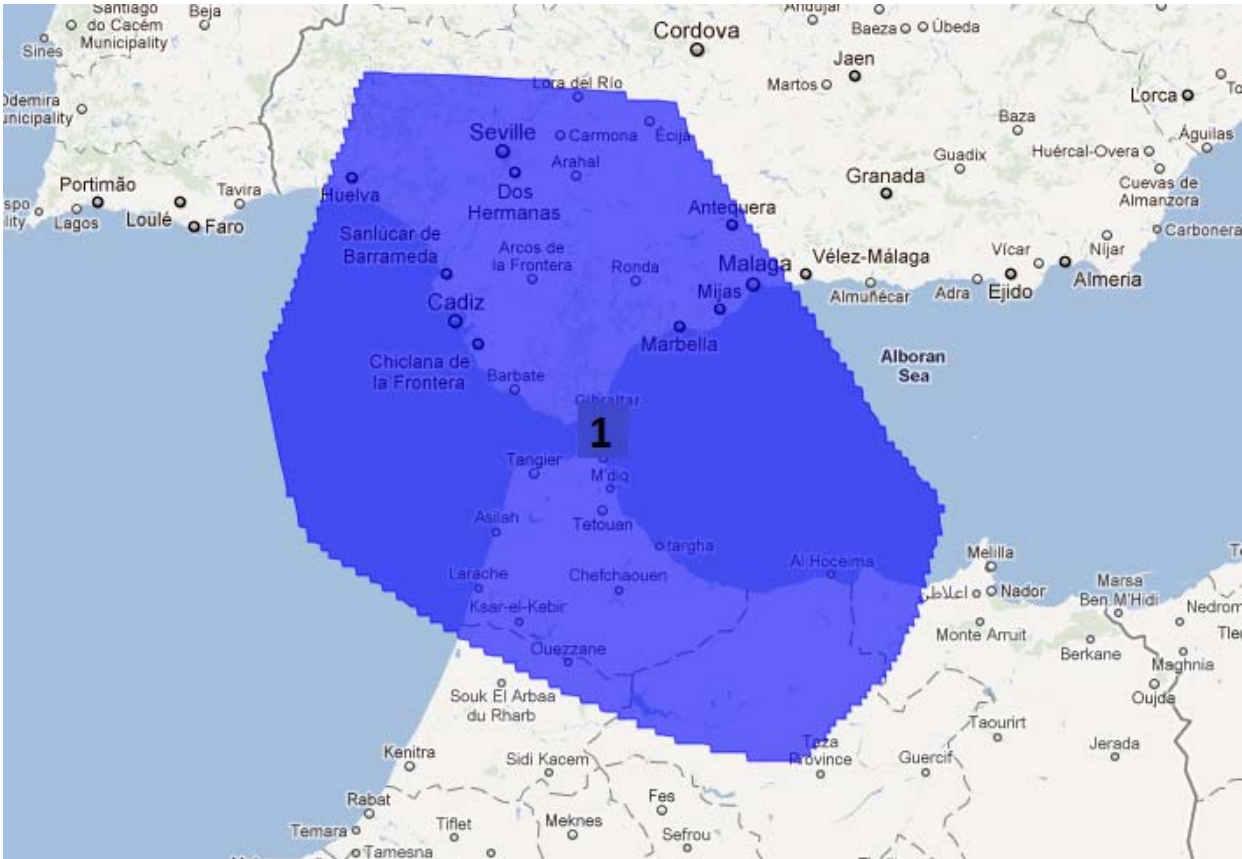 Santiago
do Cacém
Municipality
Beja
Sines
Odemira
unicipality
Andújar
Cordova
Baeza
Úbeda
Jaen
Martos
Lorca
Lora del Río
Seville
Carmona
Écija
Arahal
Baza
Águilas
Huércal-Overa
Guadix
Portimão
Tavira
Huelva
Dos
Hermanas
Granada
Cuevas de
Almanzora
Lagos
Loulé
Faro
Antequera
Carbonera
Sanlúcar de
Barrameda
Arcos de
la Frontera
Ronda
Malaga
Vélez-Málaga
Vícar
Níjar
Cadiz
Mijas
Almuñécar
Adra
Ejido
Almeria
Chiclana de
la Frontera
Marbella
Alboran
Sea
Barbate
Gibraltar
1
Tangier
M'diq
Asilah
Tetouan
targha
Al Hoceima
Melilla
Larache
Chefchaouen
Nador
Marsa
Ben M'Hidi
Ksar-el-Kebir
Nedrom
Monte Arruit
Ouezzane
Berkane
Maghnia
Souk El Arbaa
du Rharb
Oujda
Taourirt
Kenitra
Sidi Kacem
Taza
Province
Guercif
Jerada
Rabat
Fes
Temara
Tiflet
Meknes
Sefrou
Tamesna